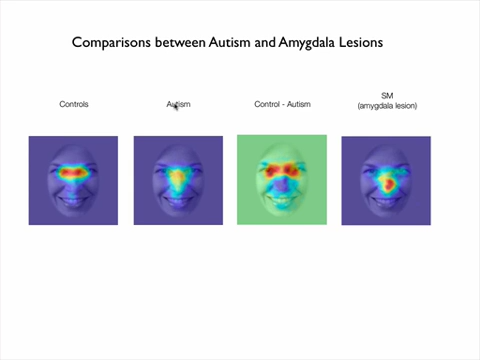 Comparisons between Autism and Amygdala Lesions
Controls
Autism
Control - Autism
SM
(amygdala lesion)